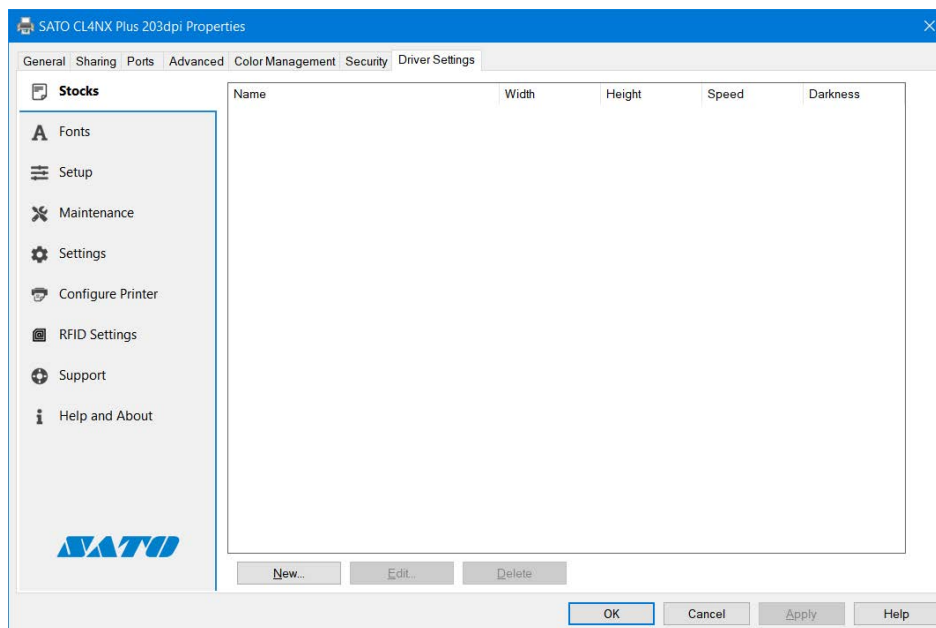 SATO CL4NX Plus 203dpi Properties
General Sharing Ports Advanced Color Management Security Driver Settings
Stocks
Fonts
Setup
Maintenance
Settings
Configure Printer
RFID Settings
Support
Help and About
SATO
Name Width Height Speed Darkness
New... Edit... Delete
OK Cancel Apply Help